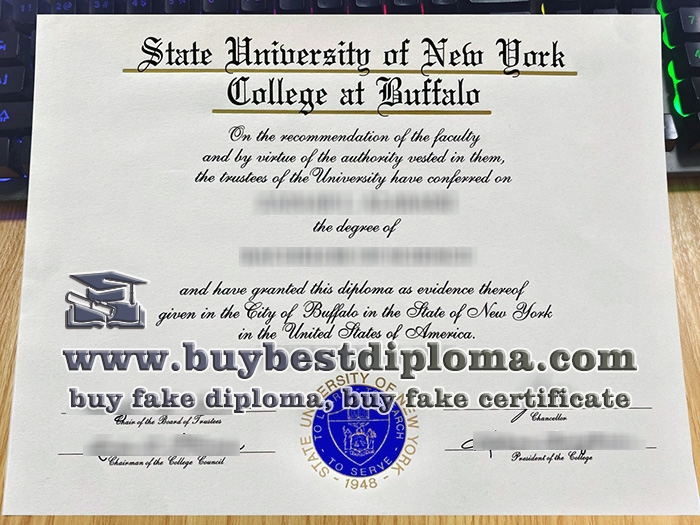 State University of New York
College at Buffalo
On the recommendation of the faculty
and by virtue of the authority vested in them,
the trustees of the University have conferred on
the degree of
and have granted this diploma as evidence thereof
given in the City of Buffalo in the State of New York
in the United States of America.
www.buybestdiploma.com
buy fake diploma, buy fake certificate
Chair of the Board of Trustees
Chancellor
Chairman of the College Council
President of the College
STATE UNIVERSITY OF NEW YORK
TO SERVE
1948